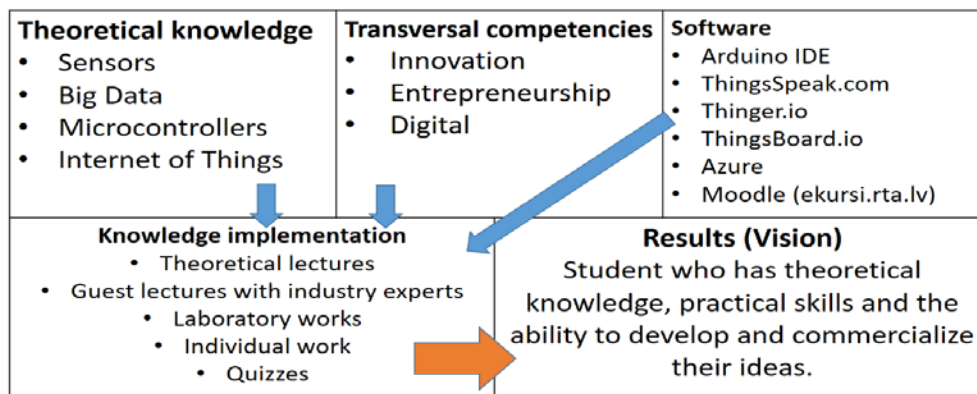 Theoretical knowledge
• Sensors
• Big Data
• Microcontrollers
• Internet of Things
Transversal competencies
• Innovation
• Entrepreneurship
• Digital
Software
• Arduino IDE
• ThingsSpeak.com
• Thinger.io
• ThingsBoard.io
• Azure
• Moodle (ekursi.rta.lv)
Knowledge implementation
• Theoretical lectures
• Guest lectures with industry experts
• Laboratory works
• Individual work
• Quizzes
Results (Vision)
Student who has theoretical
knowledge, practical skills and the
ability to develop and commercialize
their ideas.